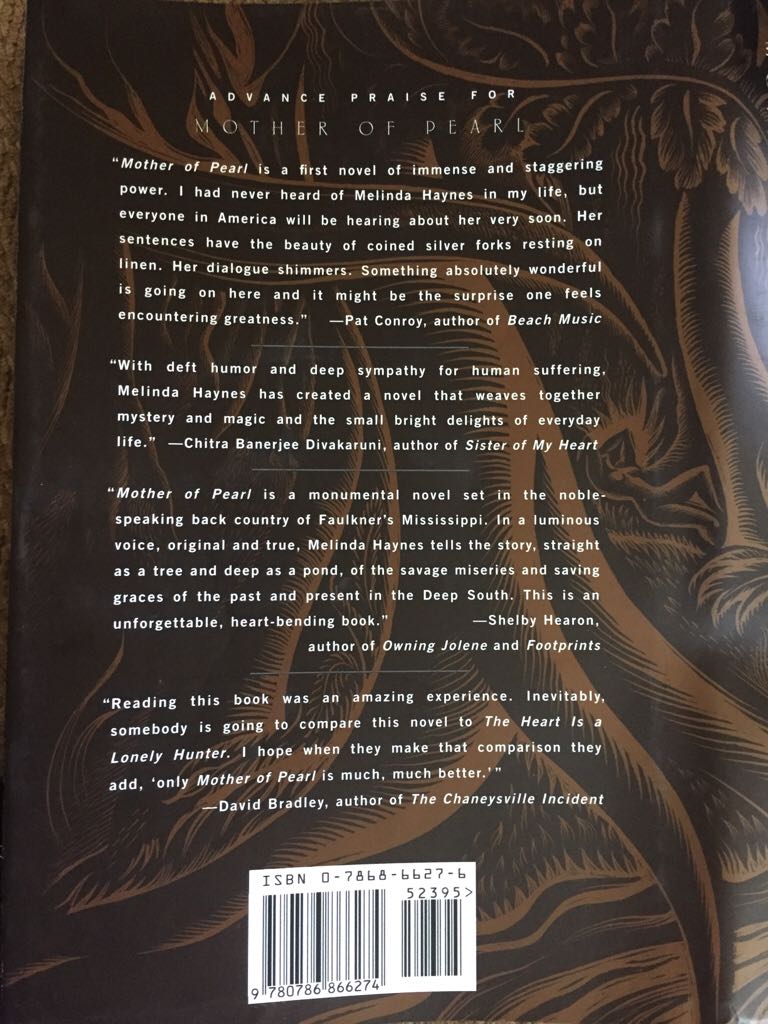 ADVANCE PRAISE FOR
MOTHER OF PEARL
"Mother of Pearl is a first novel of immense and staggering
power. I had never heard of Melinda Haynes in my life, but
everyone in America will be hearing about her very soon. Her
sentences have the beauty of coined silver forks resting on
linen. Her dialogue shimmers. Something absolutely wonderful
is going on here and it might be the surprise one feels
encountering greatness." —Pat Conroy, author of Beach Music
"With deft humor and deep sympathy for human suffering,
Melinda Haynes has created a novel that weaves together
mystery and magic and the small bright delights of everyday
life." —Chitra Banerjee Divakaruni, author of Sister of My Heart
"Mother of Pearl is a monumental novel set in the noble-
speaking back country of Faulkner's Mississippi. In a luminous
voice, original and true, Melinda Haynes tells the story, straight
as a tree and deep as a pond, of the savage miseries and saving
graces of the past and present in the Deep South. This is an
unforgettable, heart-bending book." —Shelby Hearon,
author of Owning Jolene and Footprints
"Reading this book was an amazing experience. Inevitably,
somebody is going to compare this novel to The Heart Is a
Lonely Hunter. I hope when they make that comparison they
add, 'only Mother of Pearl is much, much better.'"
—David Bradley, author of The Chaneysville Incident
ISBN 0-7868-6627-6
52395>
9 780786 866274